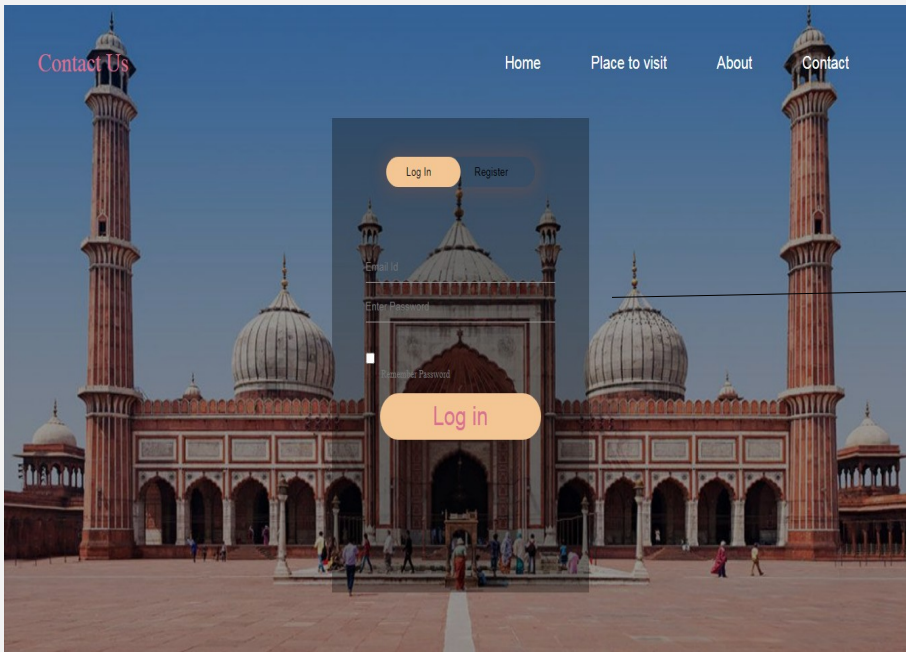 Contact Us
Home Place to visit About Contact
Log In Register
Email Id
Enter Password
Remember Password
Log in